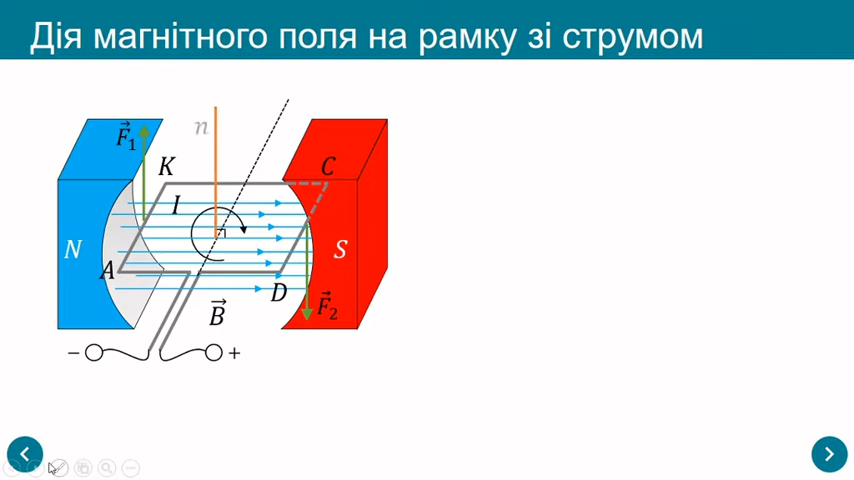 Дія магнітного поля на рамку зі струмом
F₁
n
K
C
I
N
S
A
D
B
F₂
−
+